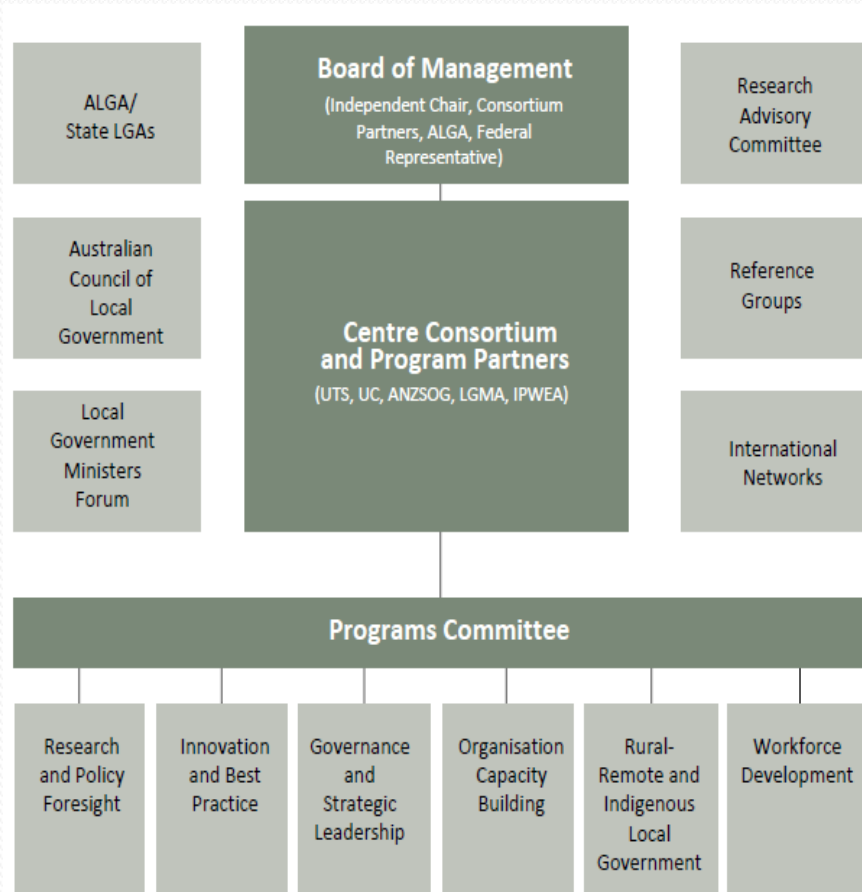 ALGA/
State LGAs
Board of Management
(Independent Chair, Consortium
Partners, ALGA, Federal
Representative)
Research
Advisory
Committee
Australian
Council of
Local
Government
Centre Consortium
and Program Partners
(UTS, UC, ANZSOG, LGMA, IPWEA)
Reference
Groups
Local
Government
Ministers
Forum
International
Networks
Programs Committee
Research
and Policy
Foresight
Innovation
and Best
Practice
Governance
and
Strategic
Leadership
Organisation
Capacity
Building
Rural-
Remote and
Indigenous
Local
Government
Workforce
Development